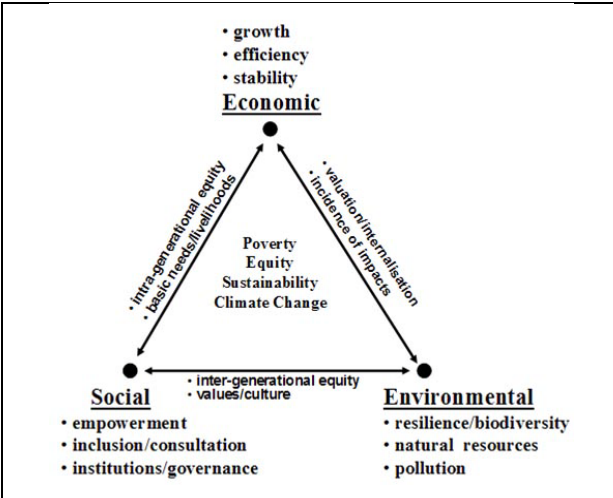 • growth
• efficiency
• stability
Economic
• intra-generational equity
• basic needs/livelihoods
• valuation/internalisation
• incidence of impacts
Poverty
Equity
Sustainability
Climate Change
• inter-generational equity
• values/culture
Social
• empowerment
• inclusion/consultation
• institutions/governance
Environmental
• resilience/biodiversity
• natural resources
• pollution